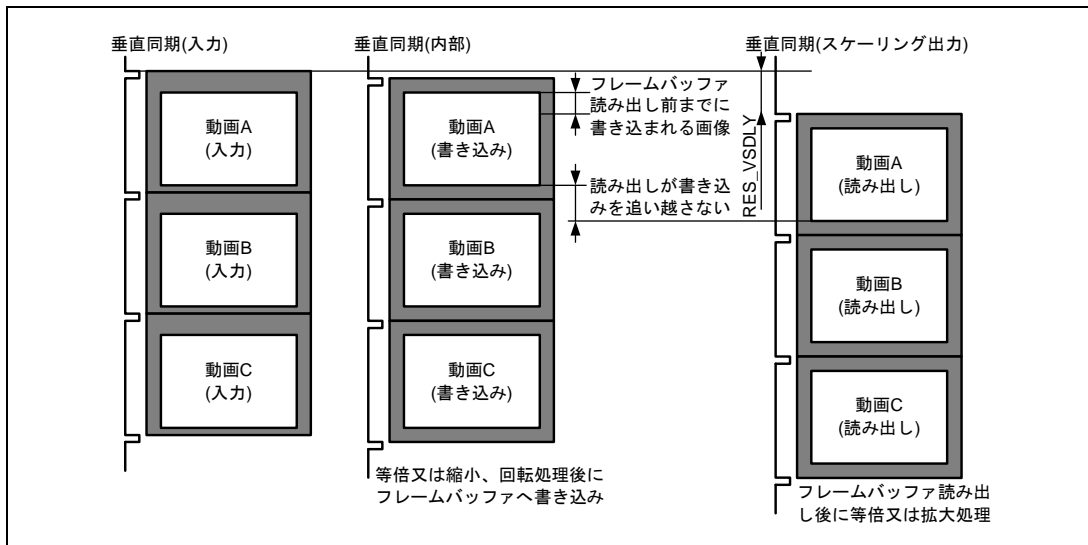 垂直同期(入力)
動画A
(入力)
動画B
(入力)
動画C
(入力)
垂直同期(内部)
動画A
(書き込み)
動画B
(書き込み)
動画C
(書き込み)
等倍又は縮小、回転処理後に
フレームバッファへ書き込み
フレームバッファ
読み出し前までに
書き込まれる画像
読み出しが書き込
みを追い越さない
RES_VSDLY
垂直同期(スケーリング出力)
動画A
(読み出し)
動画B
(読み出し)
動画C
(読み出し)
フレームバッファ読み出
し後に等倍又は拡大処理